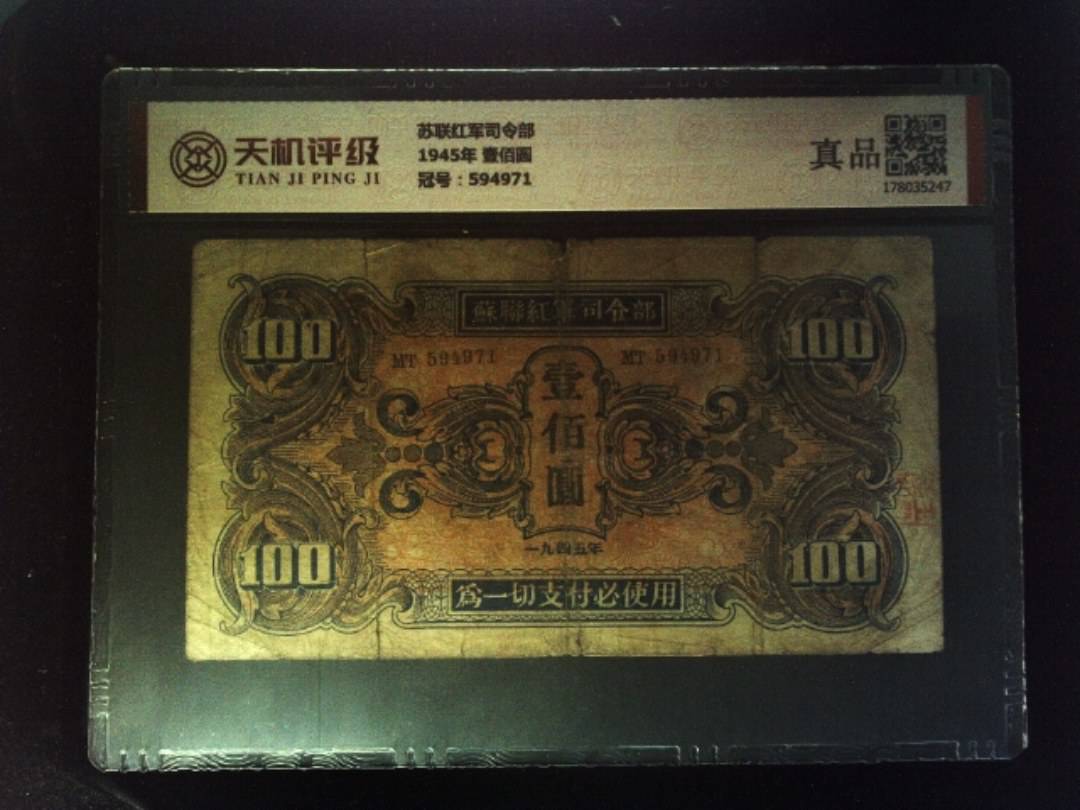 天机评级
TIAN JI PING JI
苏联红军司令部
1945年 壹佰圆
冠号：594971
真品
178035247
蘇聯紅軍司令部
100
100
MT 594971
MT 594971
壹佰圓
一九四五年
100
100
爲一切支付必使用